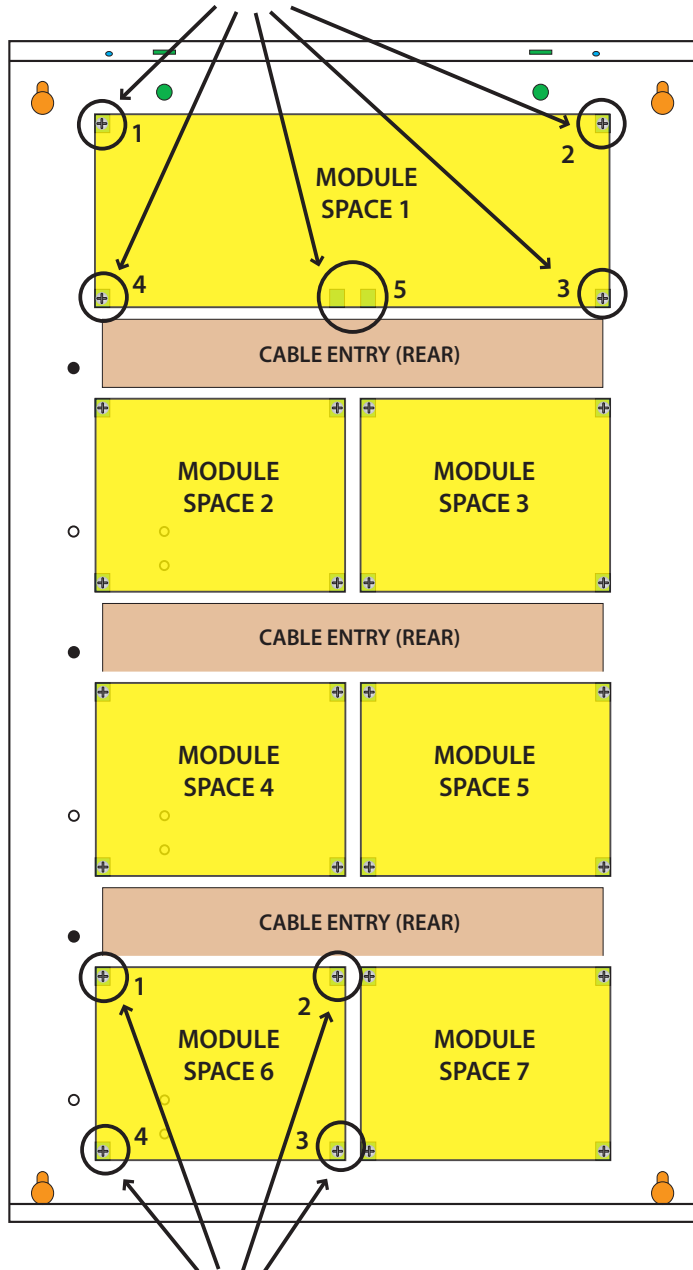 1
2
MODULE
SPACE 1
4
5
3
CABLE ENTRY (REAR)
MODULE
SPACE 2
MODULE
SPACE 3
CABLE ENTRY (REAR)
MODULE
SPACE 4
MODULE
SPACE 5
CABLE ENTRY (REAR)
1
2
MODULE
SPACE 6
MODULE
SPACE 7
4
3